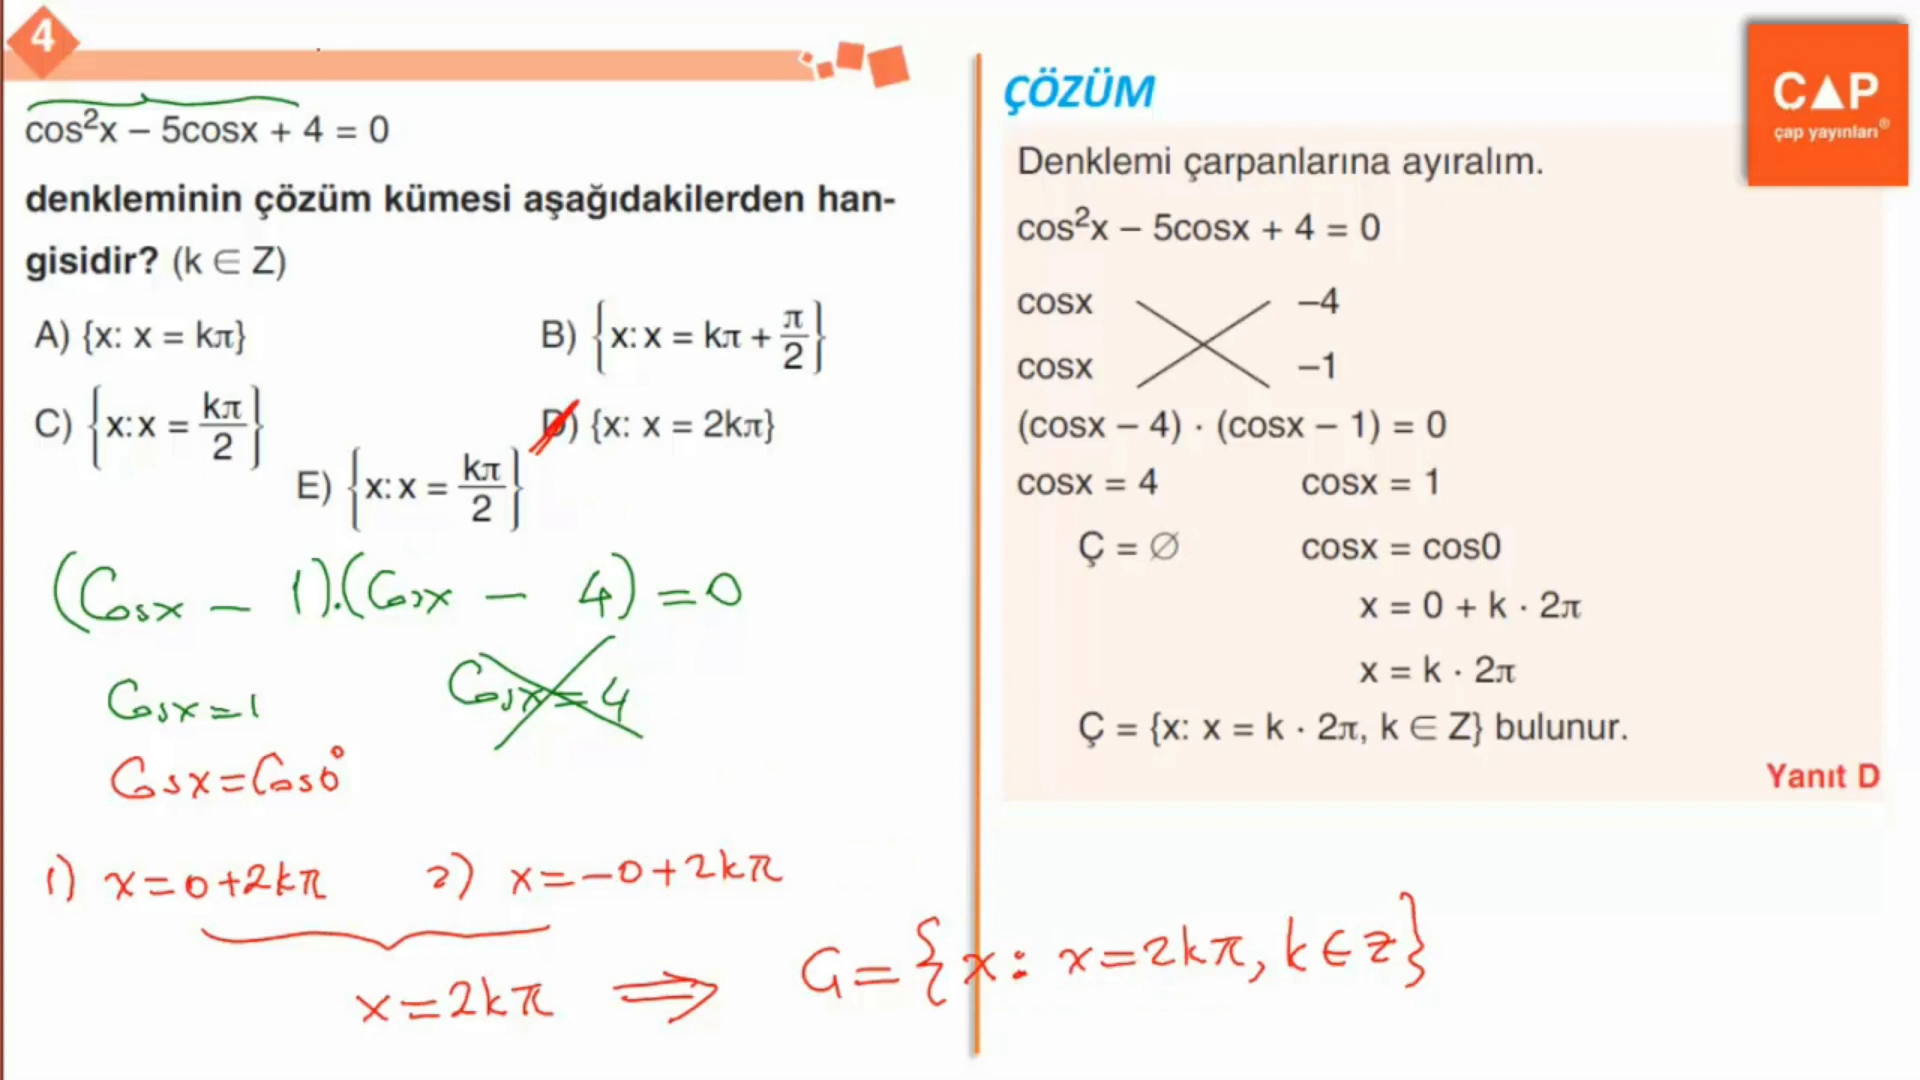 4
cos²x – 5cosx + 4 = 0
denkleminin çözüm kümesi aşağıdakilerden han-
gisidir? (k ∈ Z)
A) {x: x = kπ}
B) {x: x = kπ + π/2}
C) {x: x = kπ/2}
D) {x: x = 2kπ}
E) {x: x = kπ/2}
(Cosx – 1).(Cosx – 4) = 0
Cosx = 1
Cosx = 4
Cosx = Cos0°
1) x = 0 + 2kπ
2) x = –0 + 2kπ
x = 2kπ ⇒ Ç = {x: x = 2kπ, k ∈ Z}
ÇÖZÜM
Denklemi çarpanlarına ayıralım.
cos²x – 5cosx + 4 = 0
cosx –4
cosx –1
(cosx – 4) · (cosx – 1) = 0
cosx = 4 cosx = 1
Ç = ∅ cosx = cos0
x = 0 + k · 2π
x = k · 2π
Ç = {x: x = k · 2π, k ∈ Z} bulunur.
Yanıt D
ÇAP
çap yayınları®